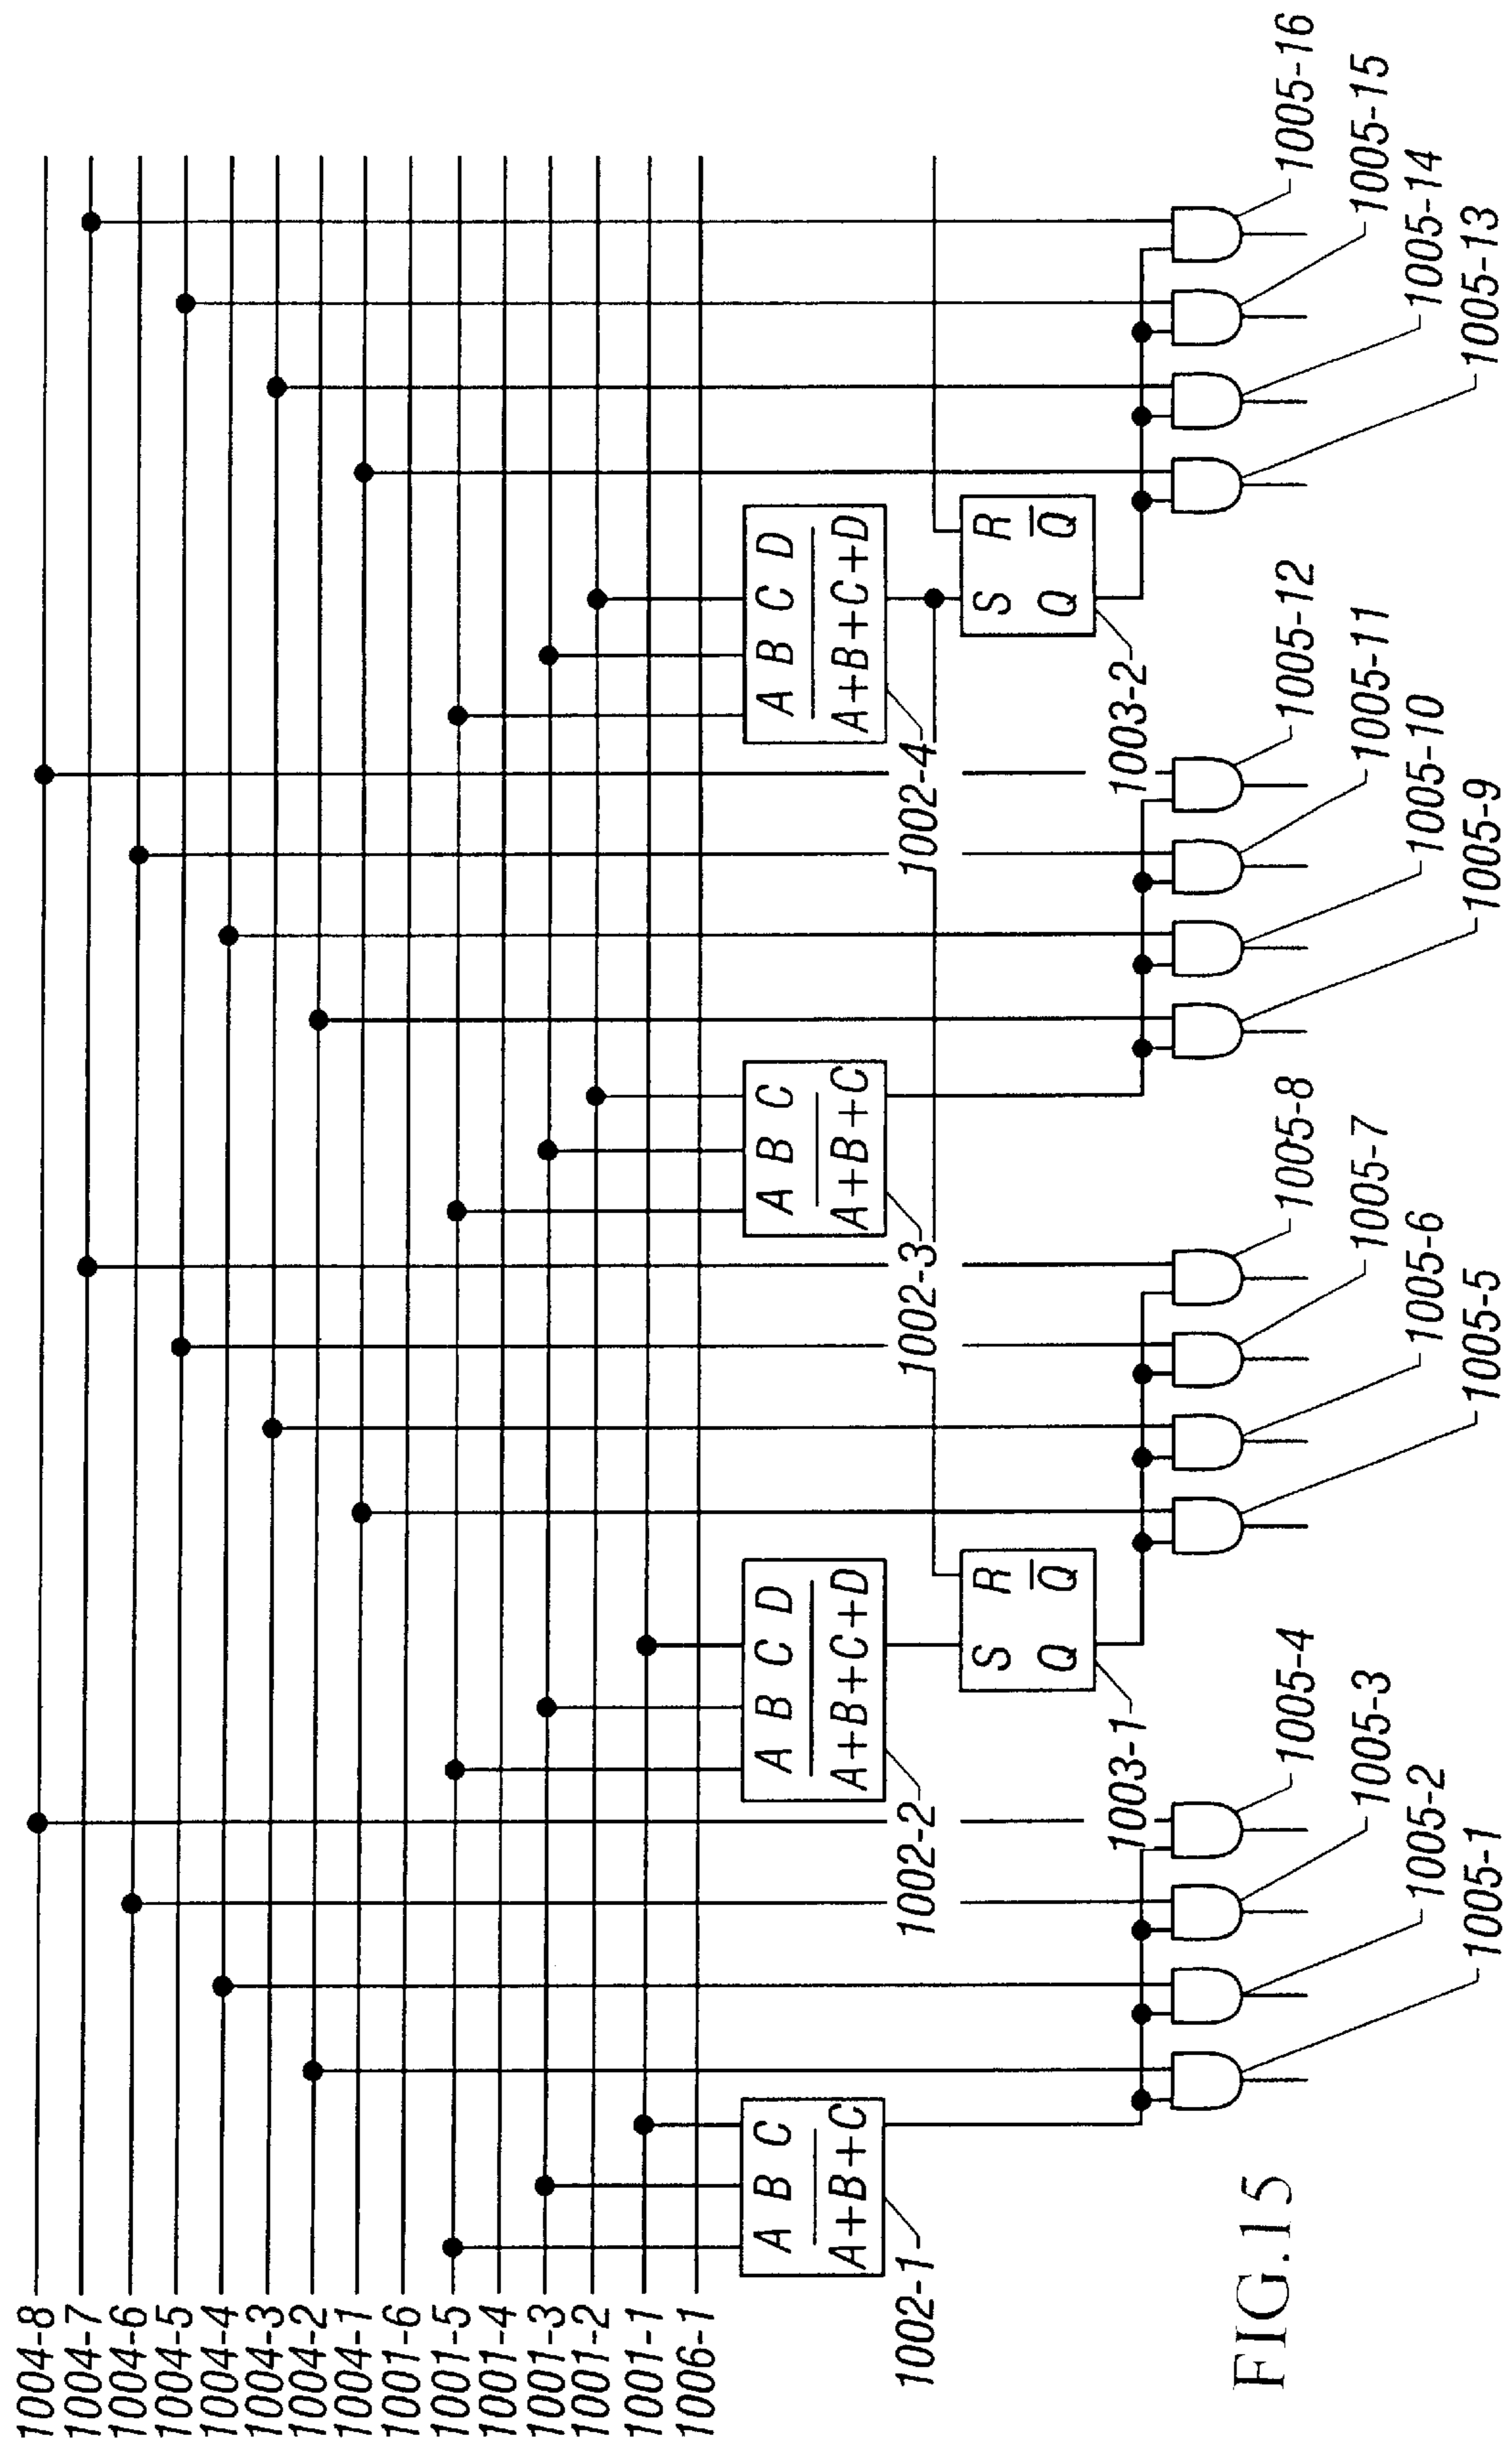 1004-8
1004-7
1004-6
1004-5
1004-4
1004-3
1004-2
1004-1
1001-6
1001-5
1001-4
1001-3
1001-2
1001-1
1006-1
A B C
A+B+C
1002-1
A B C D
A+B+C+D
1002-2
A B C
A+B+C
1002-3
A B C D
A+B+C+D
1002-4
S R
Q Q
1003-1
S R
Q Q
1003-2
1005-4
1005-3
1005-2
1005-1
1005-8
1005-7
1005-6
1005-5
1005-12
1005-11
1005-10
1005-9
1005-16
1005-15
1005-14
1005-13
FIG.15